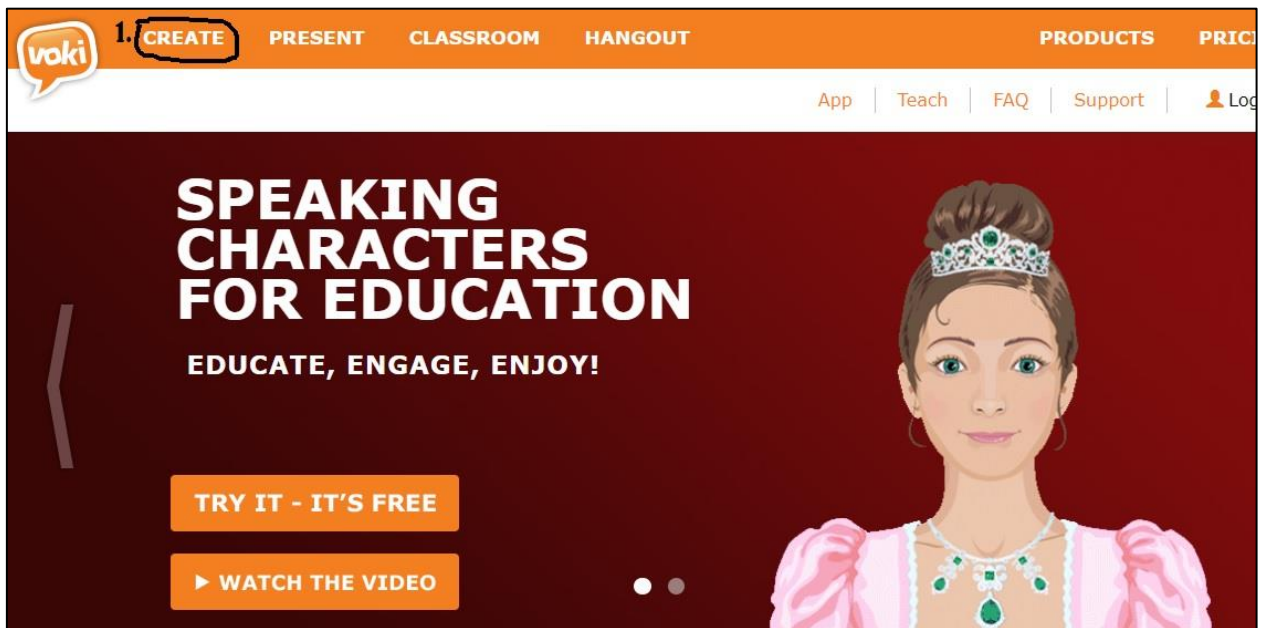 voki
1. CREATE PRESENT CLASSROOM HANGOUT PRODUCTS
App Teach FAQ Support
SPEAKING
CHARACTERS
FOR EDUCATION
EDUCATE, ENGAGE, ENJOY!
TRY IT - IT'S FREE
WATCH THE VIDEO